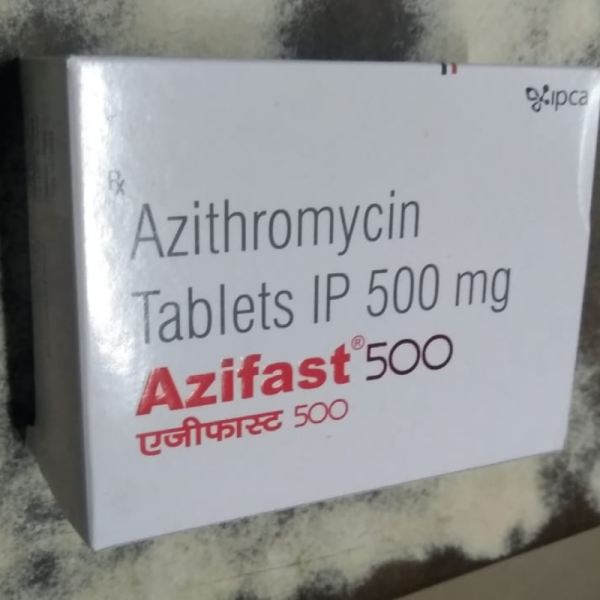 ipca
Rx
Azithromycin
Tablets IP 500 mg
Azifast® 500
एजीफास्ट 500